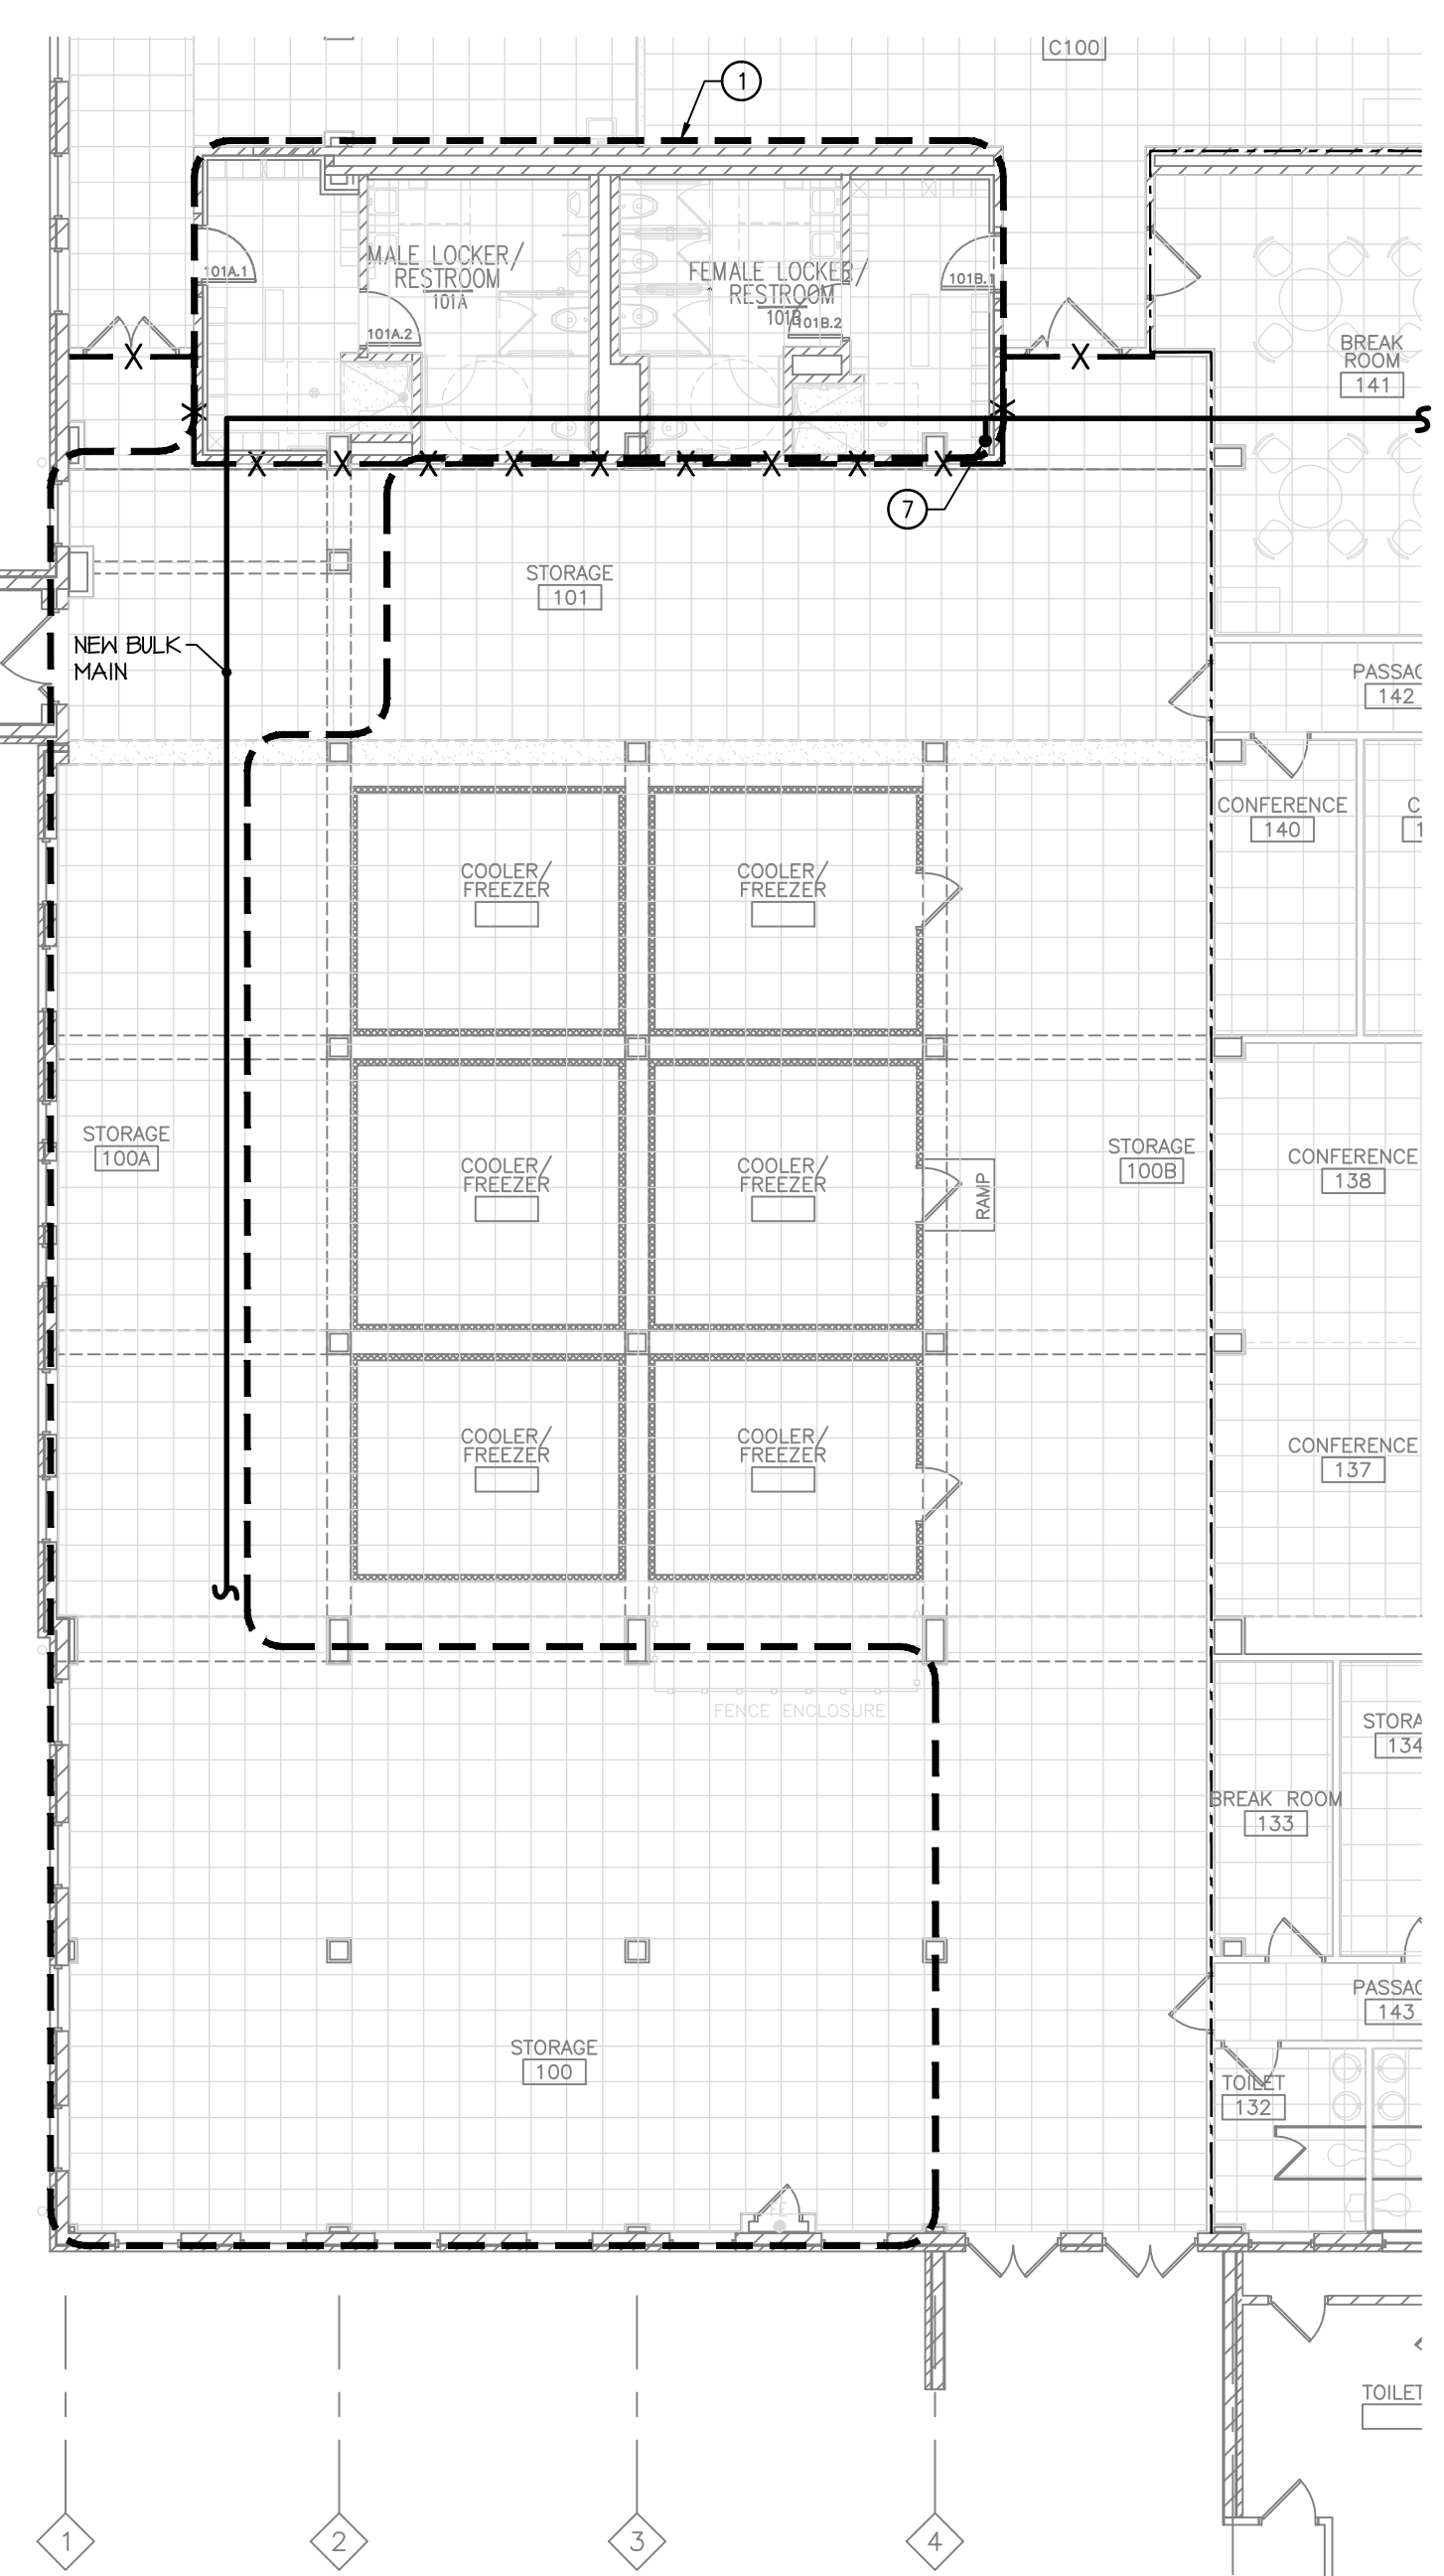 C100
1
101A.1
MALE LOCKER/
RESTROOM
101A
101A.2
FEMALE LOCKER/
RESTROOM
101B
101B.1
101B.2
BREAK
ROOM
141
X
X
X
X
X
X
X
X
X
X
X
X
X
7
STORAGE
101
NEW BULK
MAIN
PASSAG
142
CONFERENCE
140
C
1
COOLER/
FREEZER
COOLER/
FREEZER
STORAGE
100A
COOLER/
FREEZER
COOLER/
FREEZER
RAMP
STORAGE
100B
CONFERENCE
138
COOLER/
FREEZER
COOLER/
FREEZER
CONFERENCE
137
FENCE ENCLOSURE
STORA
134
BREAK ROOM
133
PASSAG
143
STORAGE
100
TOILET
132
FE
TOILET
1
2
3
4